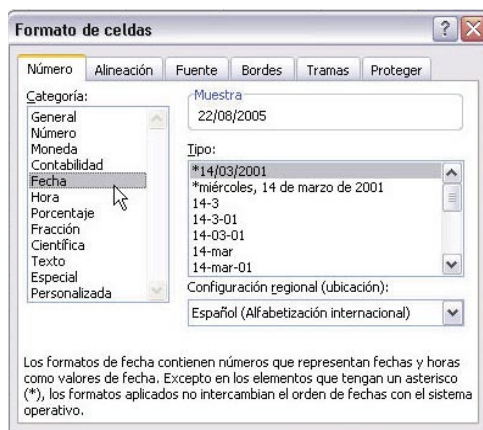 Formato de celdas
Número Alineación Fuente Bordes Tramas Proteger
Categoría:
General
Número
Moneda
Contabilidad
Fecha
Hora
Porcentaje
Fracción
Científica
Texto
Especial
Personalizada
Muestra
22/08/2005
Tipo:
*14/03/2001
*miércoles, 14 de marzo de 2001
14-3
14-3-01
14-03-01
14-mar
14-mar-01
Configuración regional (ubicación):
Español (Alfabetización internacional)
Los formatos de fecha contienen números que representan fechas y horas
como valores de fecha. Excepto en los elementos que tengan un asterisco
(*), los formatos aplicados no intercambian el orden de fechas con el sistema
operativo.